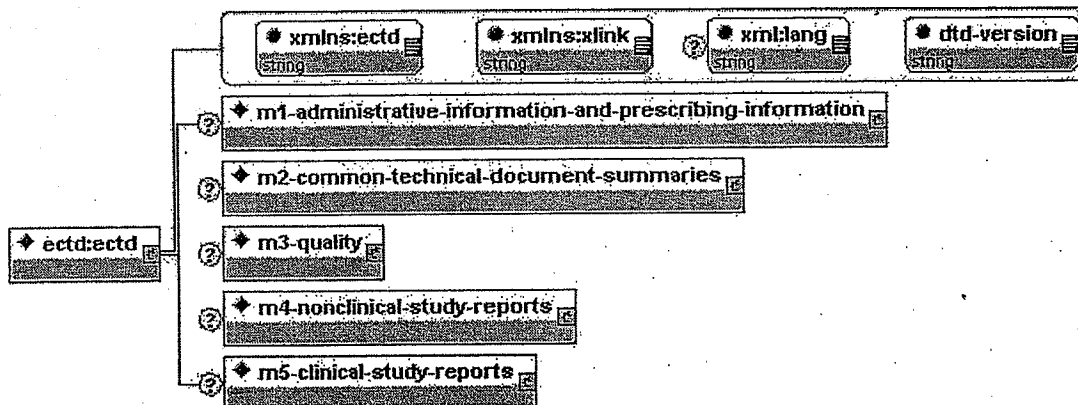 xmlns:ectd xmlns:xlink xml:lang dtd-version
string string string string
? m1-administrative-information-and-prescribing-information
? m2-common-technical-document-summaries
ectd:ectd
? m3-quality
? m4-nonclinical-study-reports
? m5-clinical-study-reports